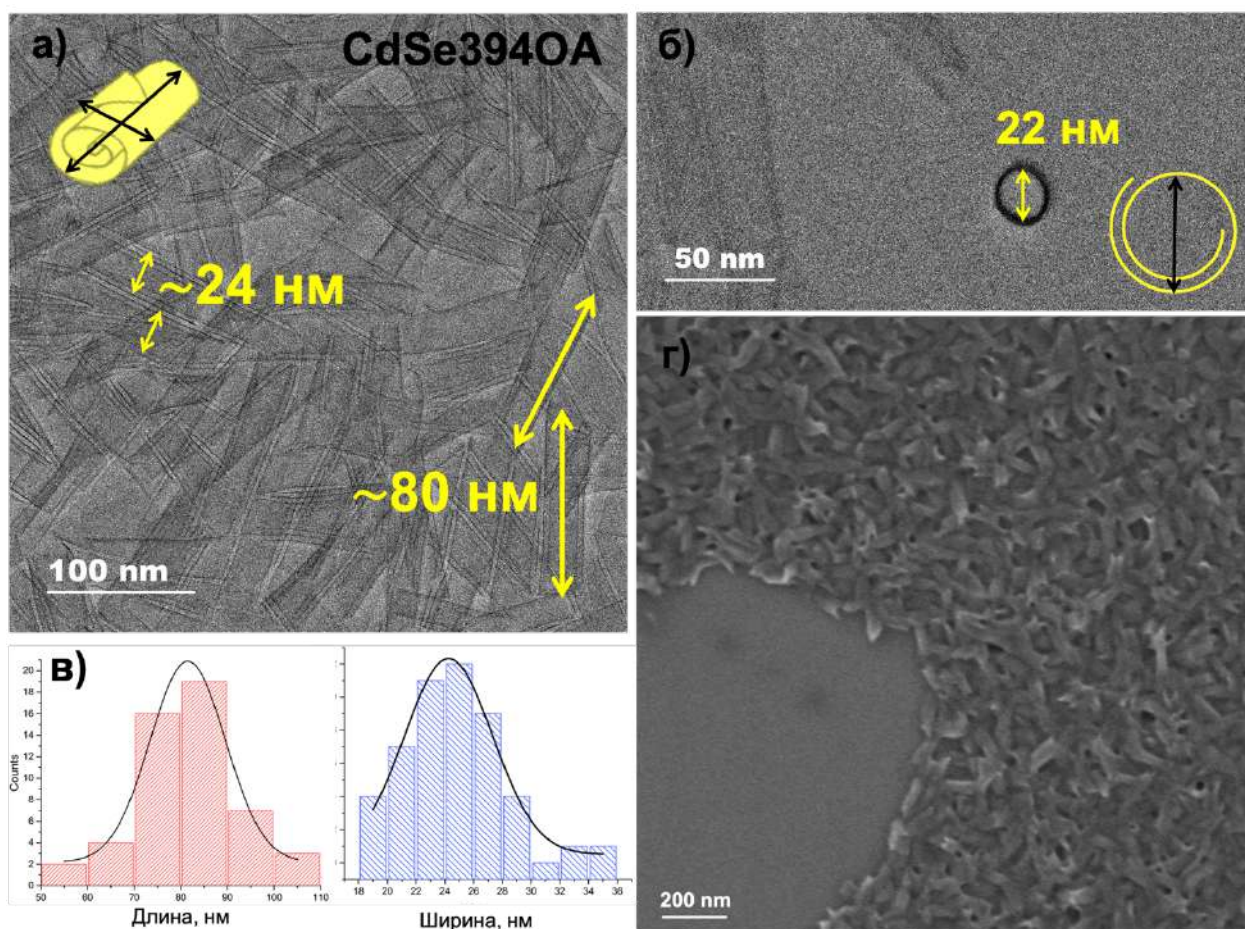 а)
CdSe394OA
~24 нм
~80 нм
100 nm
б)
22 нм
50 nm
в)
Counts
20
18
16
14
12
10
8
6
4
2
0
50 60 70 80 90 100 110
Длина, нм
18 20 22 24 26 28 30 32 34 36 38
Ширина, нм
г)
200 nm